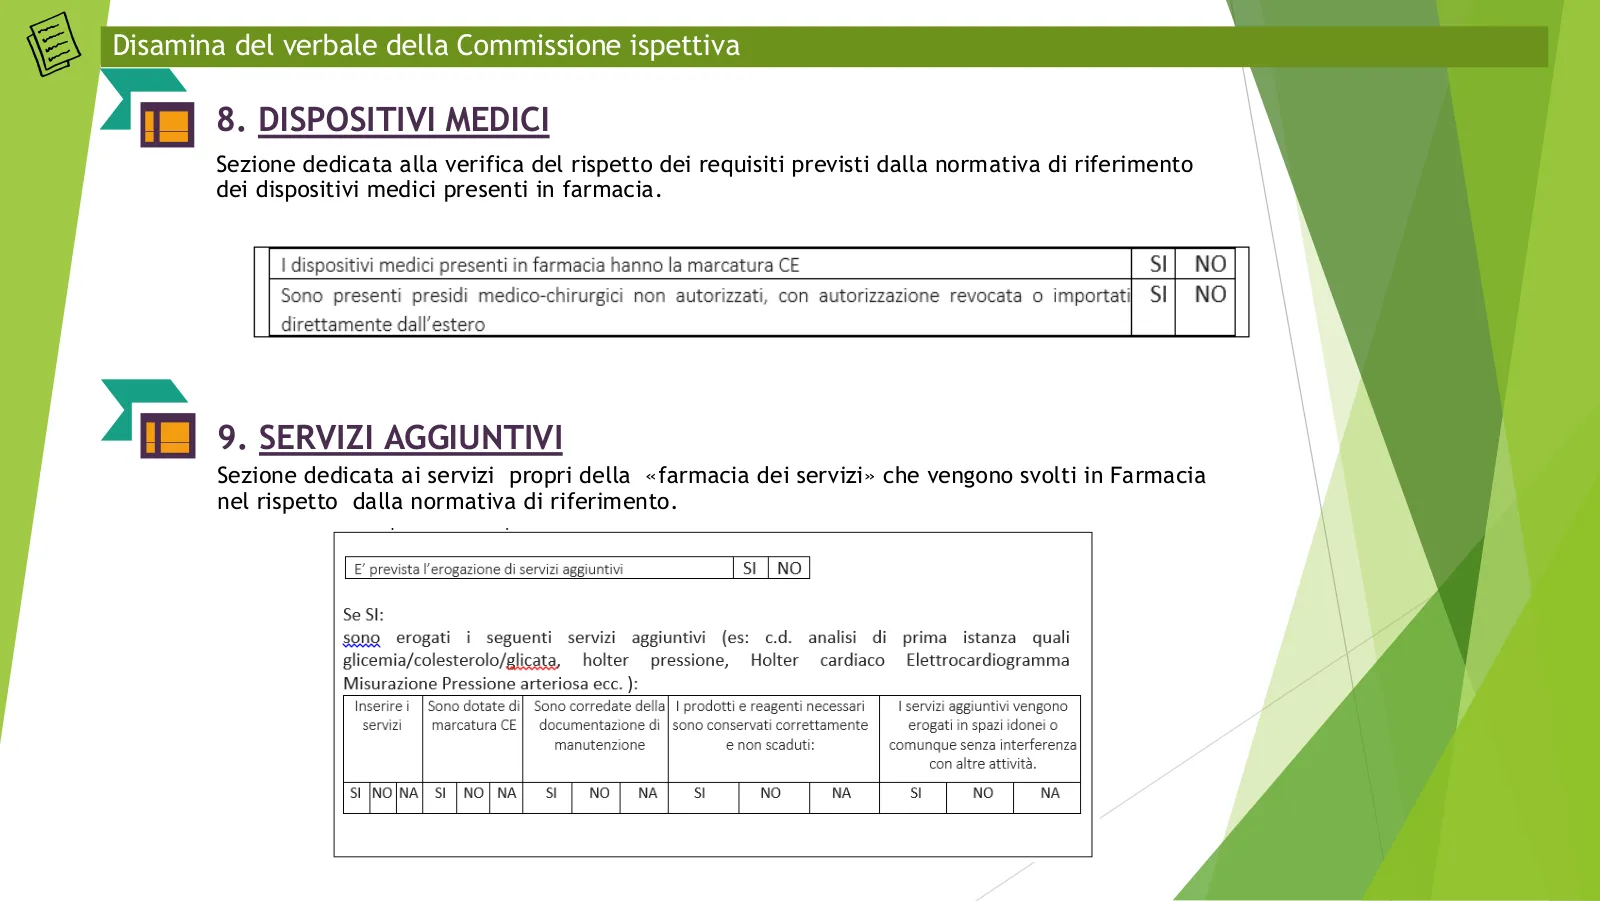 Disamina del verbale della Commissione ispettiva
8. DISPOSITIVI MEDICI
Sezione dedicata alla verifica del rispetto dei requisiti previsti dalla normativa di riferimento
dei dispositivi medici presenti in farmacia.
I dispositivi medici presenti in farmacia hanno la marcatura CE SI NO
Sono presenti presidi medico-chirurgici non autorizzati, con autorizzazione revocata o importati SI NO
direttamente dall’estero
9. SERVIZI AGGIUNTIVI
Sezione dedicata ai servizi propri della «farmacia dei servizi» che vengono svolti in Farmacia
nel rispetto dalla normativa di riferimento.
E’ prevista l’erogazione di servizi aggiuntivi SI NO
Se SI:
sono erogati i seguenti servizi aggiuntivi (es: c.d. analisi di prima istanza quali
glicemia/colesterolo/glicata, holter pressione, Holter cardiaco Elettrocardiogramma
Misurazione Pressione arteriosa ecc. ):
Inserire i
servizi
Sono dotate di
marcatura CE
Sono corredate della
documentazione di
manutenzione
I prodotti e reagenti necessari
sono conservati correttamente
e non scaduti:
I servizi aggiuntivi vengono
erogati in spazi idonei o
comunque senza interferenza
con altre attività.
SI NO NA SI NO NA SI NO NA SI NO NA SI NO NA